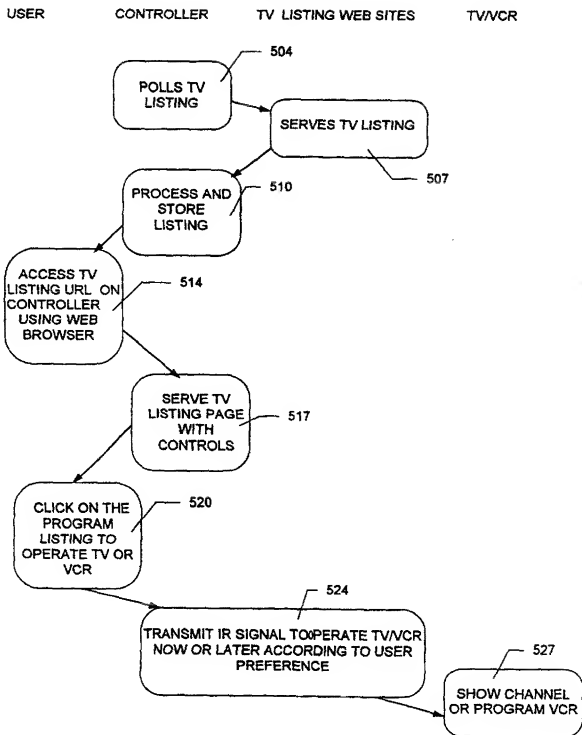 USER CONTROLLER TV LISTING WEB SITES TV/VCR
504
POLLS TV
LISTING
SERVES TV LISTING
507
PROCESS AND
STORE
LISTING
510
ACCESS TV
LISTING URL ON
CONTROLLER
USING WEB
BROWSER
514
SERVE TV
LISTING PAGE
WITH
CONTROLS
517
CLICK ON THE
PROGRAM
LISTING TO
OPERATE TV OR
VCR
520
524
TRANSMIT IR SIGNAL TO OPERATE TV/VCR
NOW OR LATER ACCORDING TO USER
PREFERENCE
527
SHOW CHANNEL
OR PROGRAM VCR